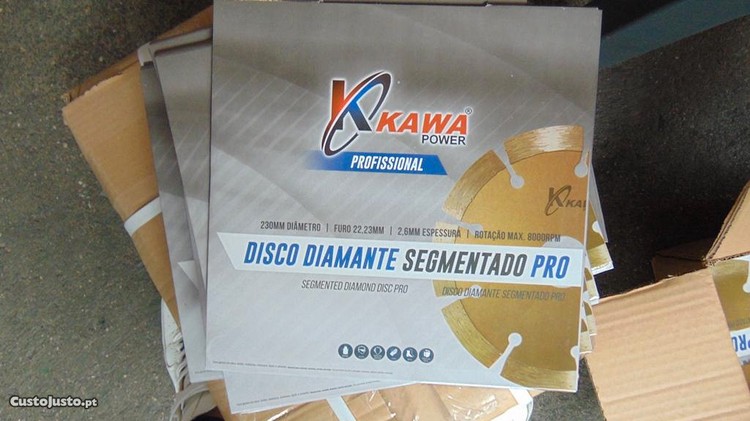 KAWA®
POWER
PROFISSIONAL
KAWA
230MM DIÂMETRO | FURO 22,23MM | 2,6MM ESPESSURA | ROTAÇÃO MAX. 8000RPM
DISCO DIAMANTE SEGMENTADO PRO
SEGMENTED DIAMOND DISC PRO
DISCO DIAMANTE SEGMENTADO PRO
PRO
CustoJusto.pt